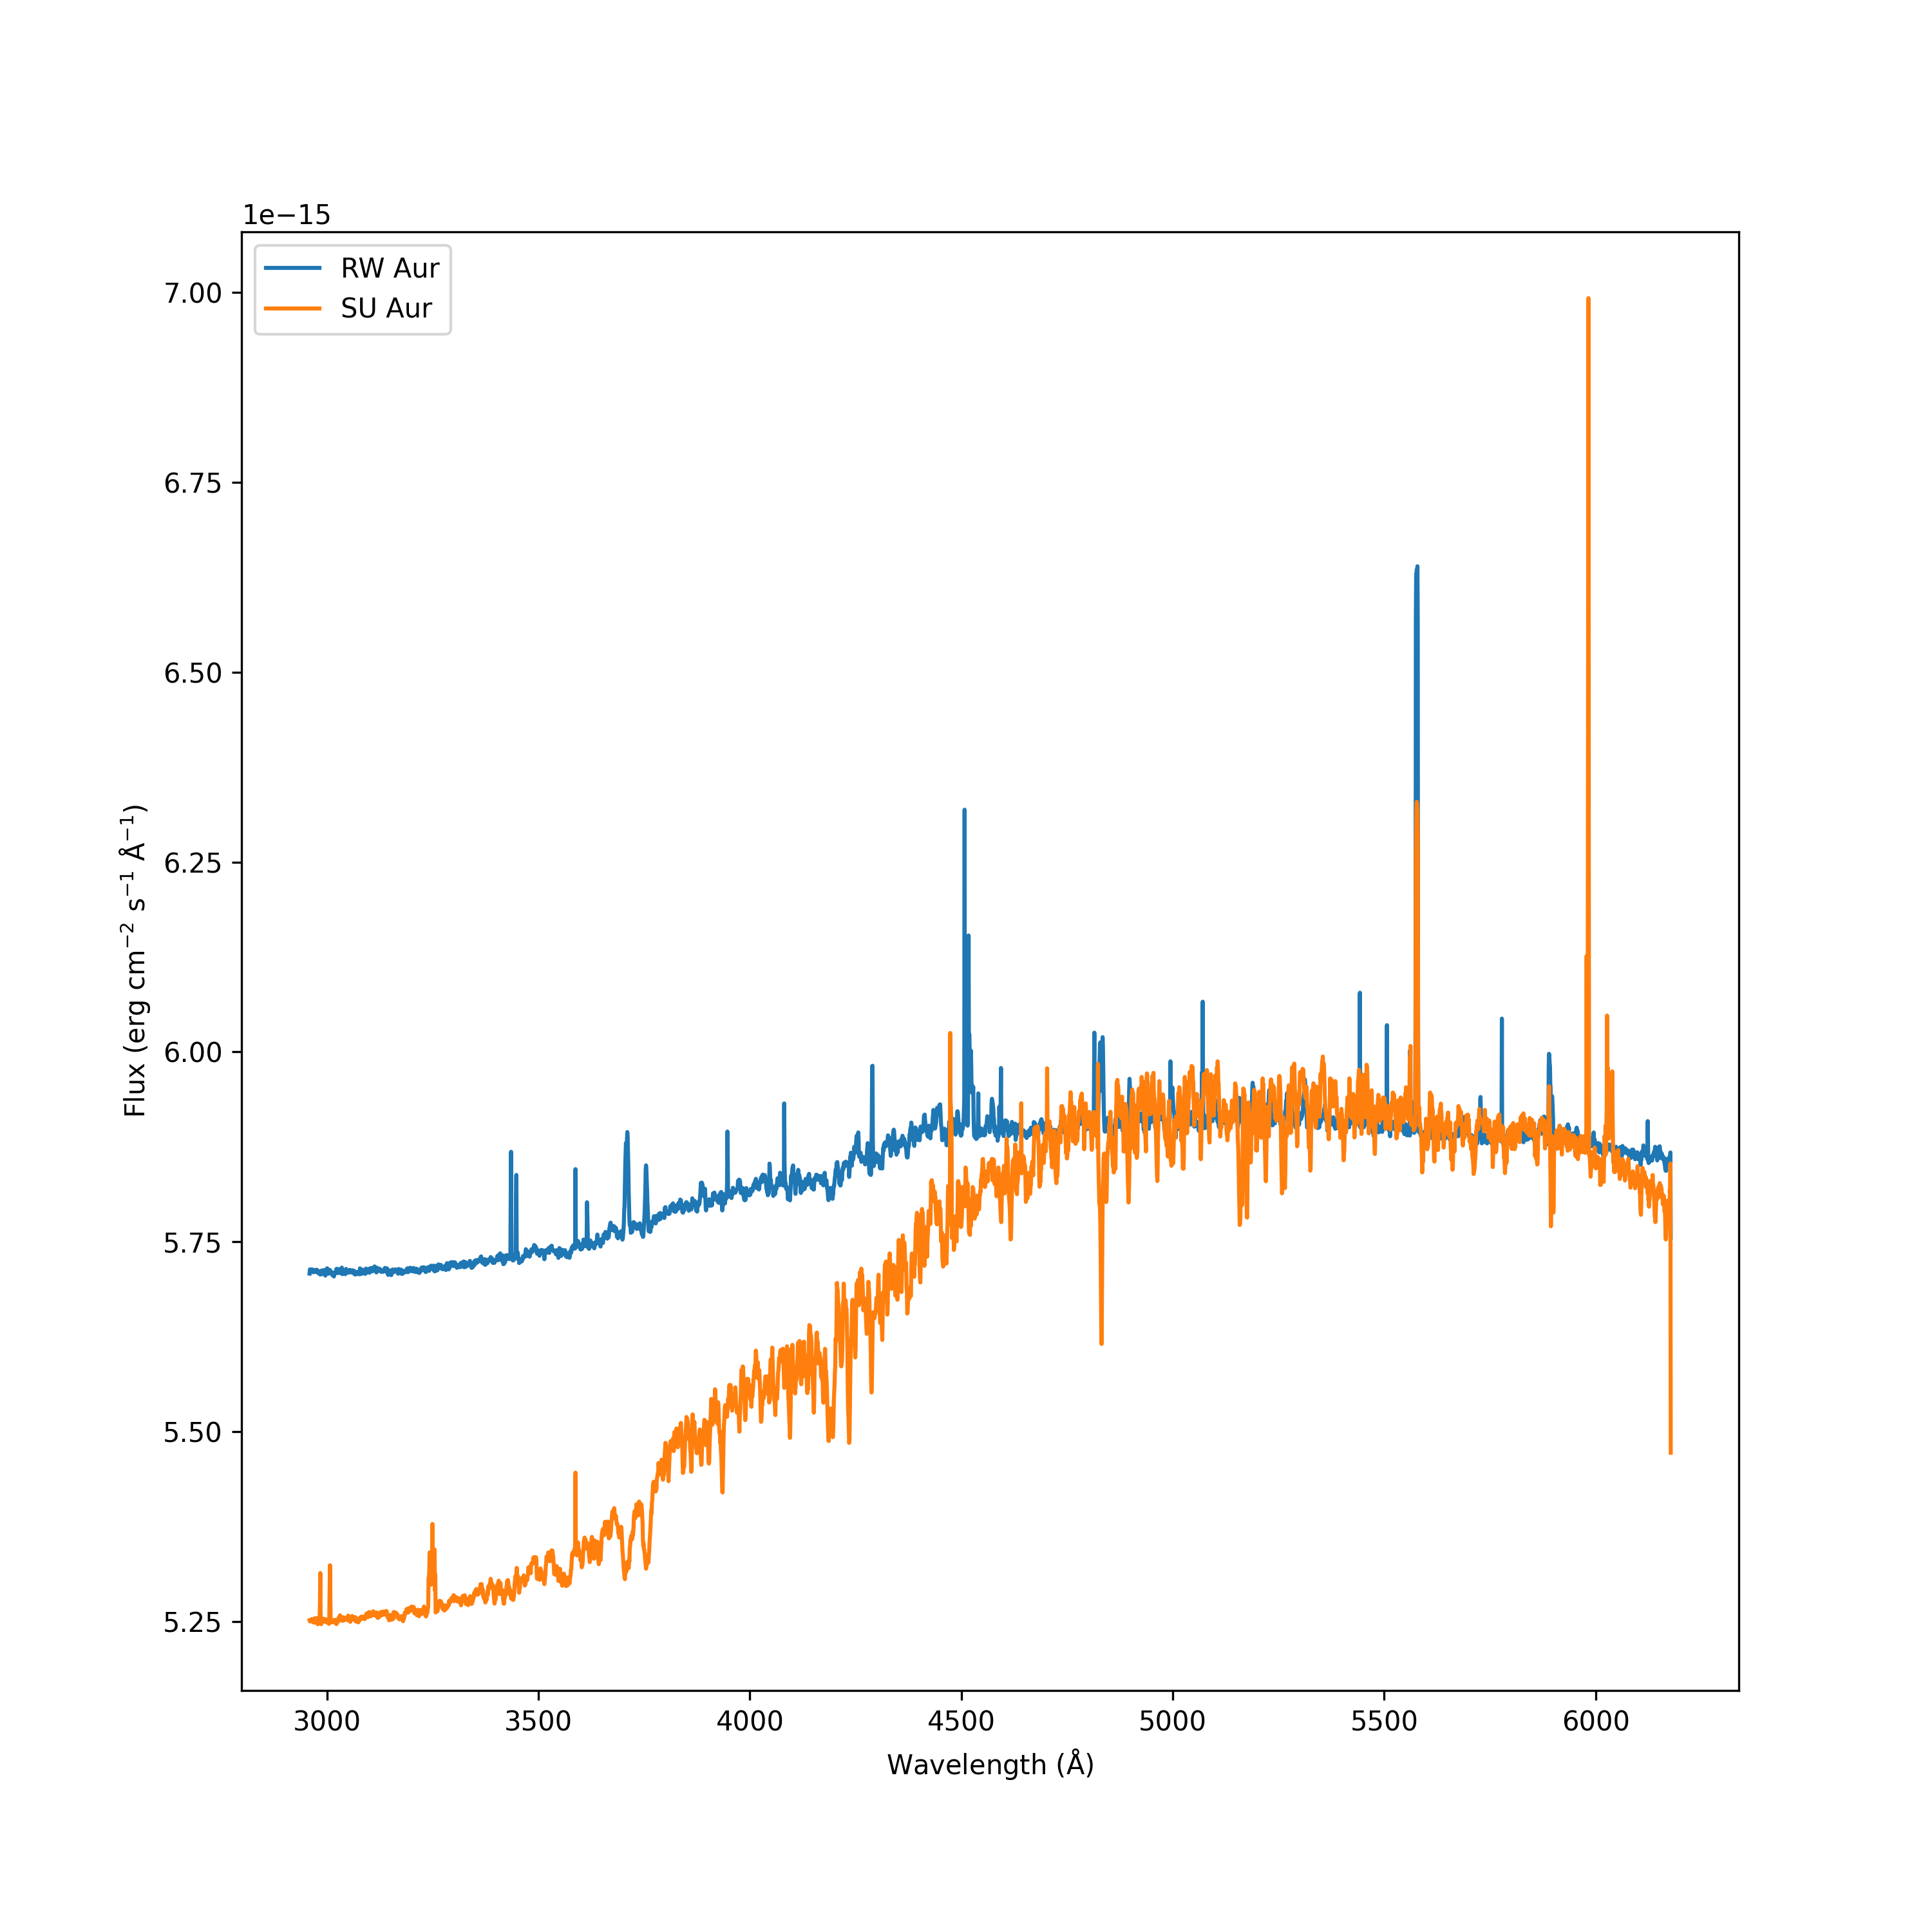 1e−15
RW Aur
SU Aur
7.00
6.75
6.50
6.25
6.00
5.75
5.50
5.25
Flux (erg cm⁻² s⁻¹ Å⁻¹)
3000 3500 4000 4500 5000 5500 6000
Wavelength (Å)